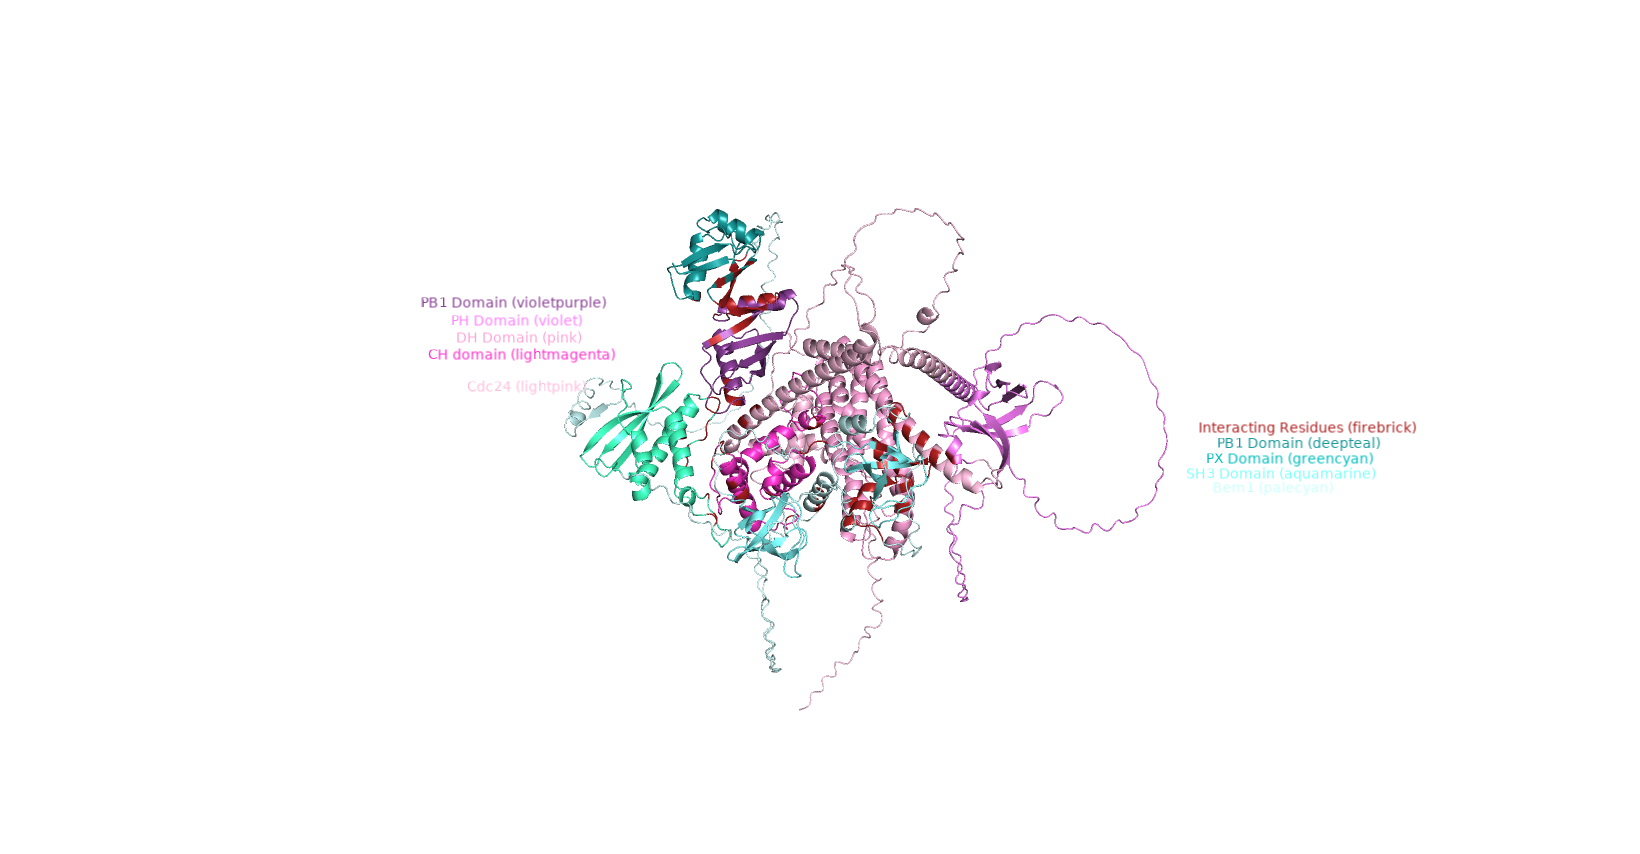 PB1 Domain (violetpurple)
PH Domain (violet)
DH Domain (pink)
CH domain (lightmagenta)
Cdc24 (lightpink
Interacting Residues (firebrick)
PB1 Domain (deepteal)
PX Domain (greencyan)
SH3 Domain (aquamarine)
Bem1 (palecyan)